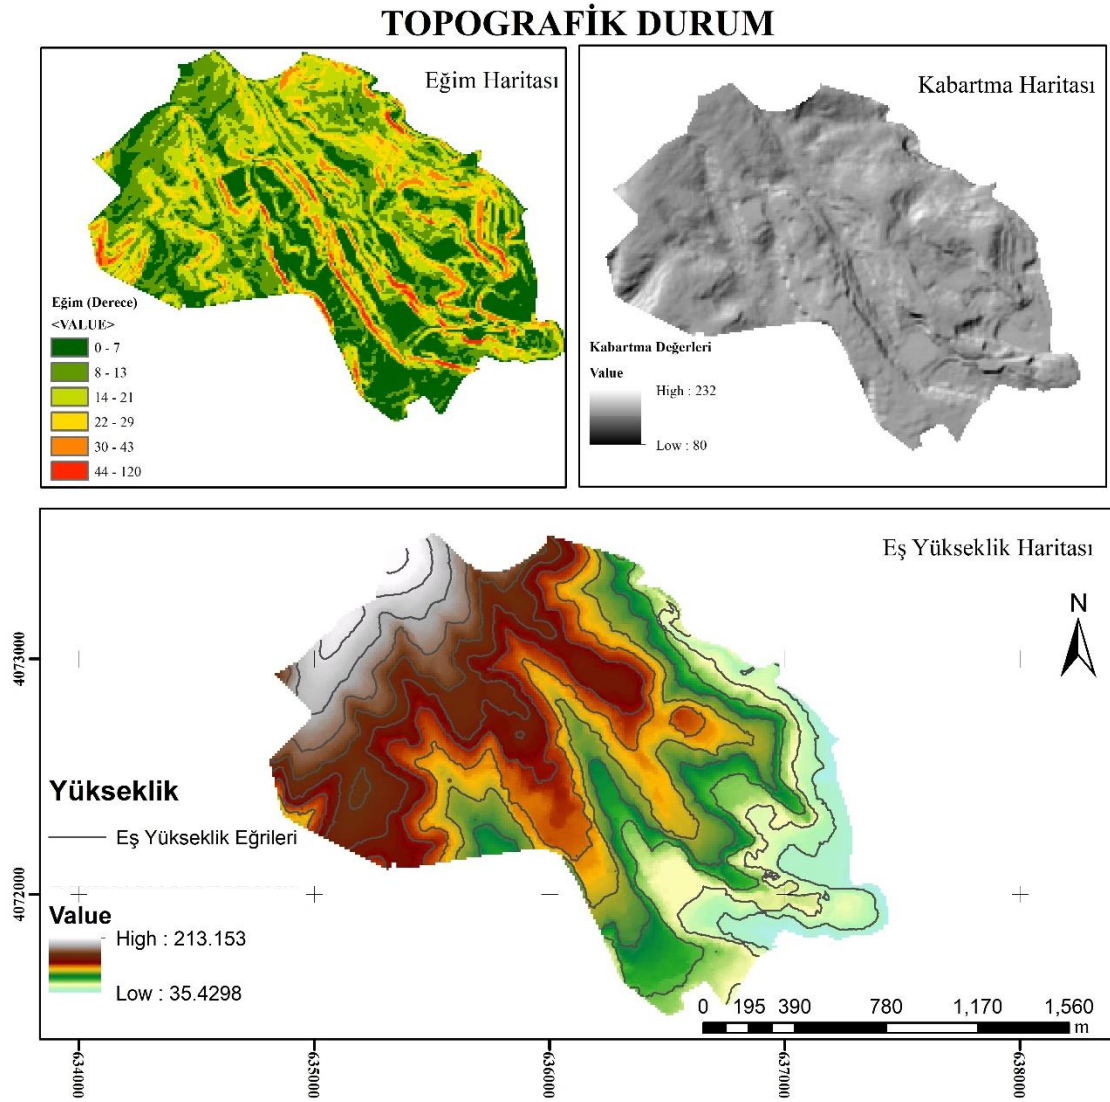 TOPOGRAFİK DURUM
Eğim Haritası
Eğim (Derece)
<VALUE>
0 - 7
8 - 13
14 - 21
22 - 29
30 - 43
44 - 120
Kabartma Haritası
Kabartma Değerleri
Value
High : 232
Low : 80
Eş Yükseklik Haritası
N
4073000
4072000
Yükseklik
Eş Yükseklik Eğrileri
Value
High : 213.153
Low : 35.4298
0 195 390 780 1,170 1,560
m
634000 635000 636000 637000 638000